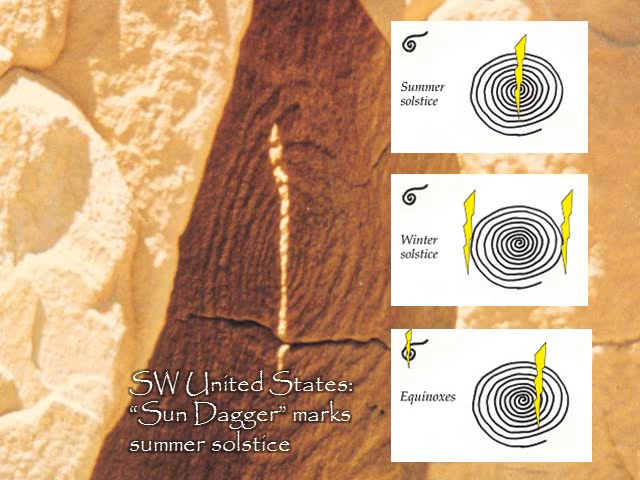 Summer
solstice
Winter
solstice
Equinoxes
SW United States:
“Sun Dagger” marks
summer solstice